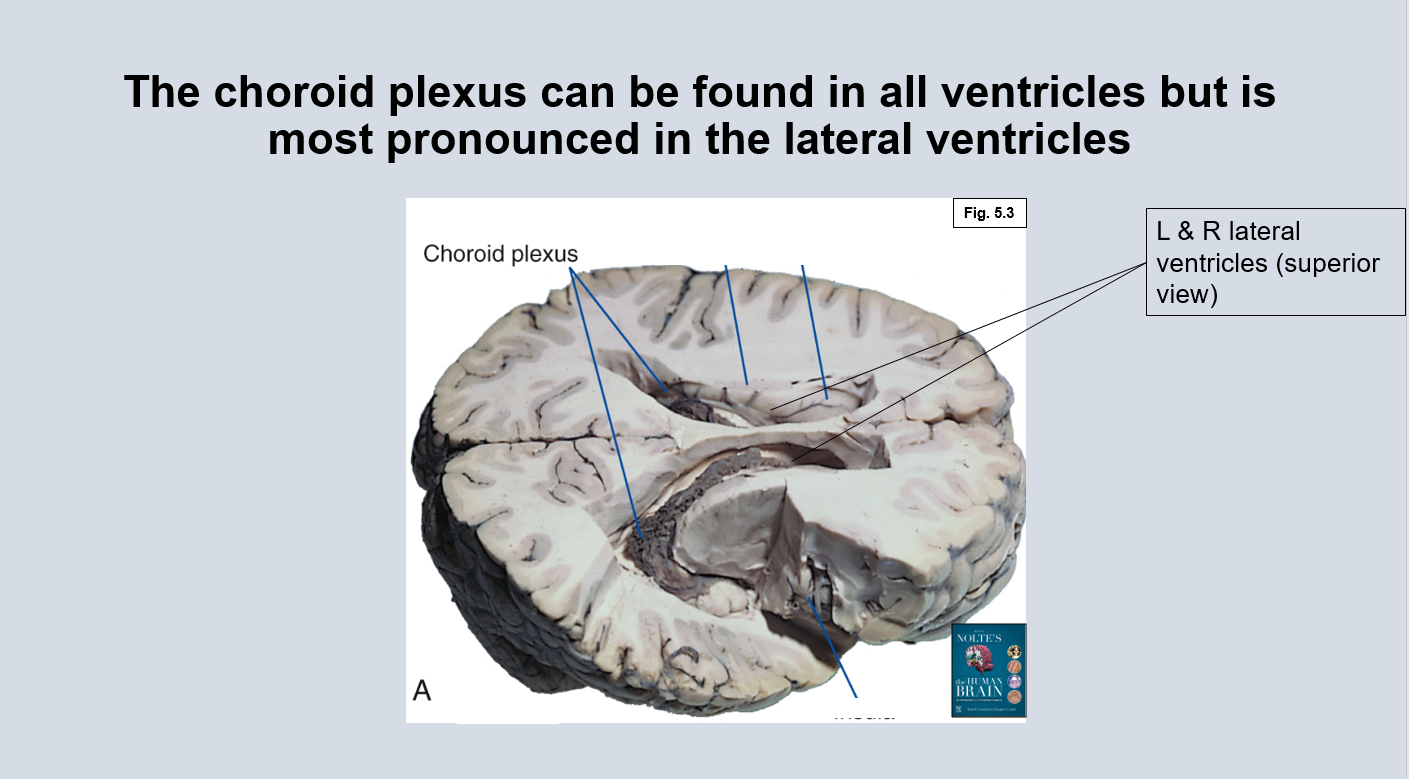 The choroid plexus can be found in all ventricles but is
most pronounced in the lateral ventricles
Fig. 5.3
Choroid plexus
L & R lateral
ventricles (superior
view)
A
NOLTE'S
the HUMAN
BRAIN